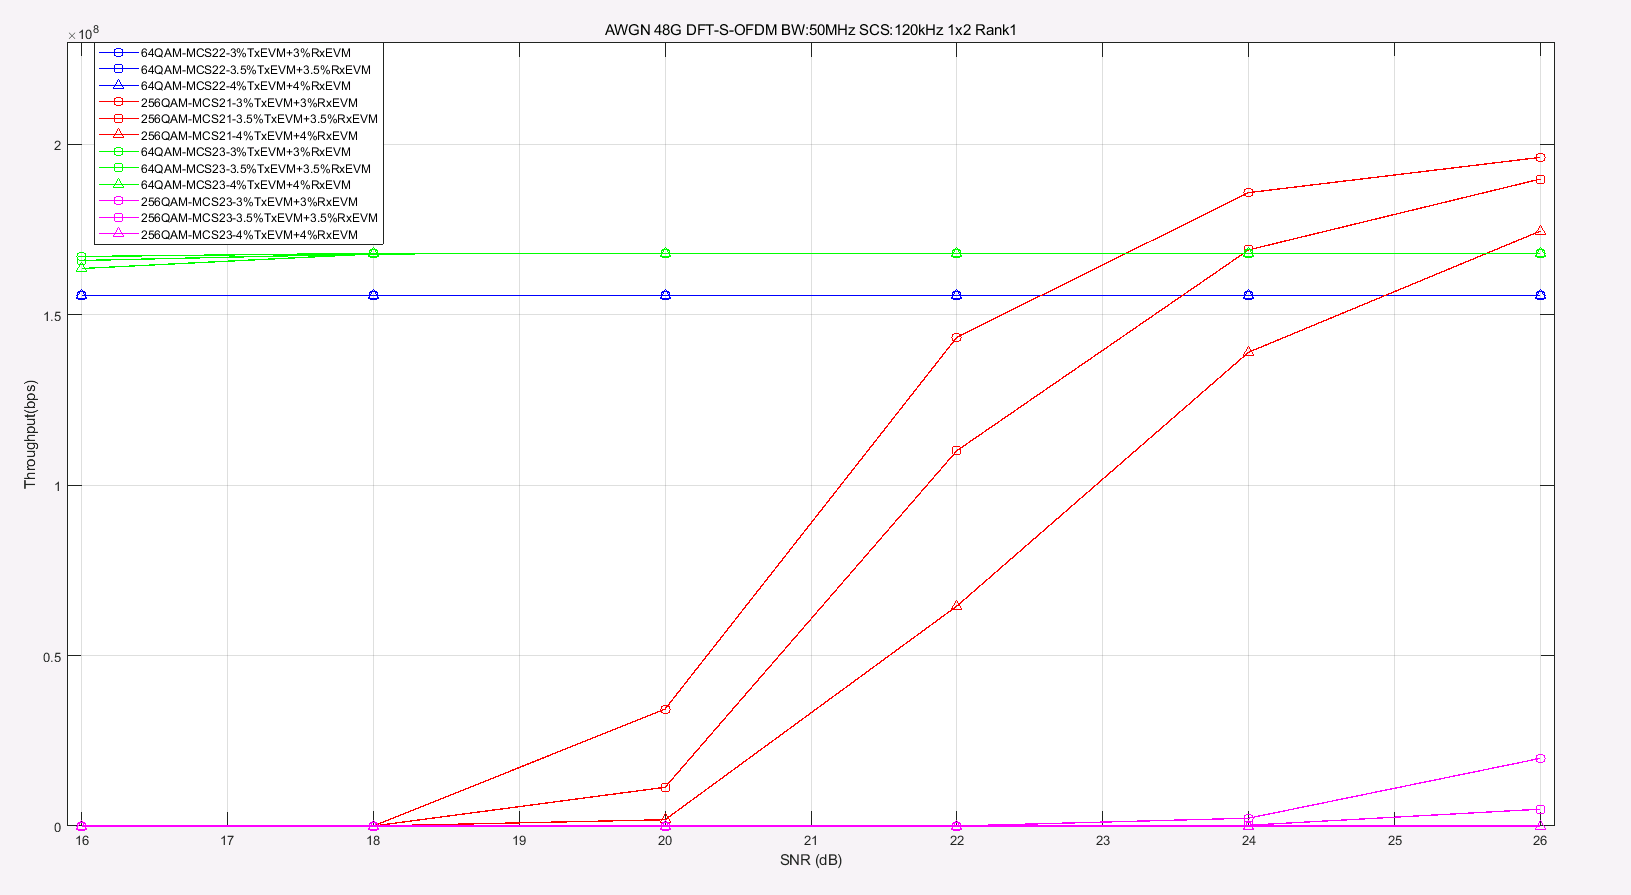 AWGN 48G DFT-S-OFDM BW:50MHz SCS:120kHz 1x2 Rank1
×10⁸
64QAM-MCS22-3%TxEVM+3%RxEVM
64QAM-MCS22-3.5%TxEVM+3.5%RxEVM
64QAM-MCS22-4%TxEVM+4%RxEVM
256QAM-MCS21-3%TxEVM+3%RxEVM
256QAM-MCS21-3.5%TxEVM+3.5%RxEVM
256QAM-MCS21-4%TxEVM+4%RxEVM
64QAM-MCS23-3%TxEVM+3%RxEVM
64QAM-MCS23-3.5%TxEVM+3.5%RxEVM
64QAM-MCS23-4%TxEVM+4%RxEVM
256QAM-MCS23-3%TxEVM+3%RxEVM
256QAM-MCS23-3.5%TxEVM+3.5%RxEVM
256QAM-MCS23-4%TxEVM+4%RxEVM
2
1.5
1
0.5
0
Throughput(bps)
16 17 18 19 20 21 22 23 24 25 26
SNR (dB)